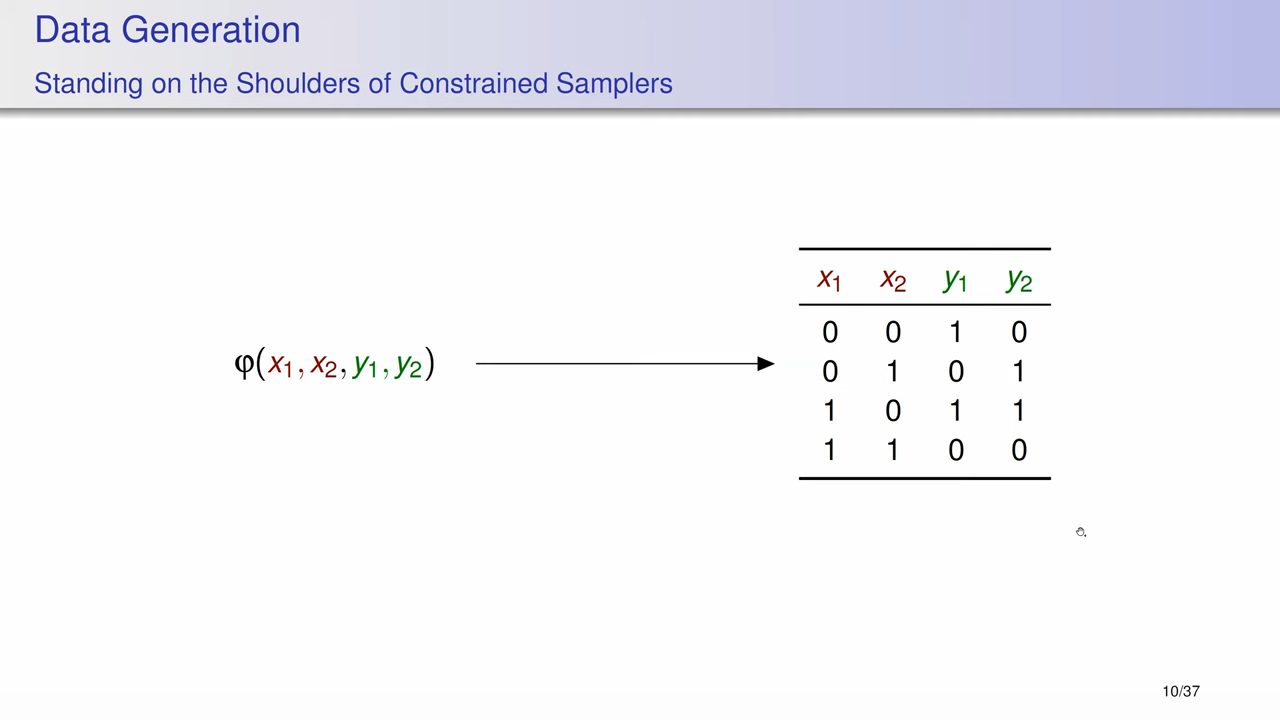 Data Generation
Standing on the Shoulders of Constrained Samplers
φ(x₁, x₂, y₁, y₂)
x₁ x₂ y₁ y₂
0 0 1 0
0 1 0 1
1 0 1 1
1 1 0 0
10/37